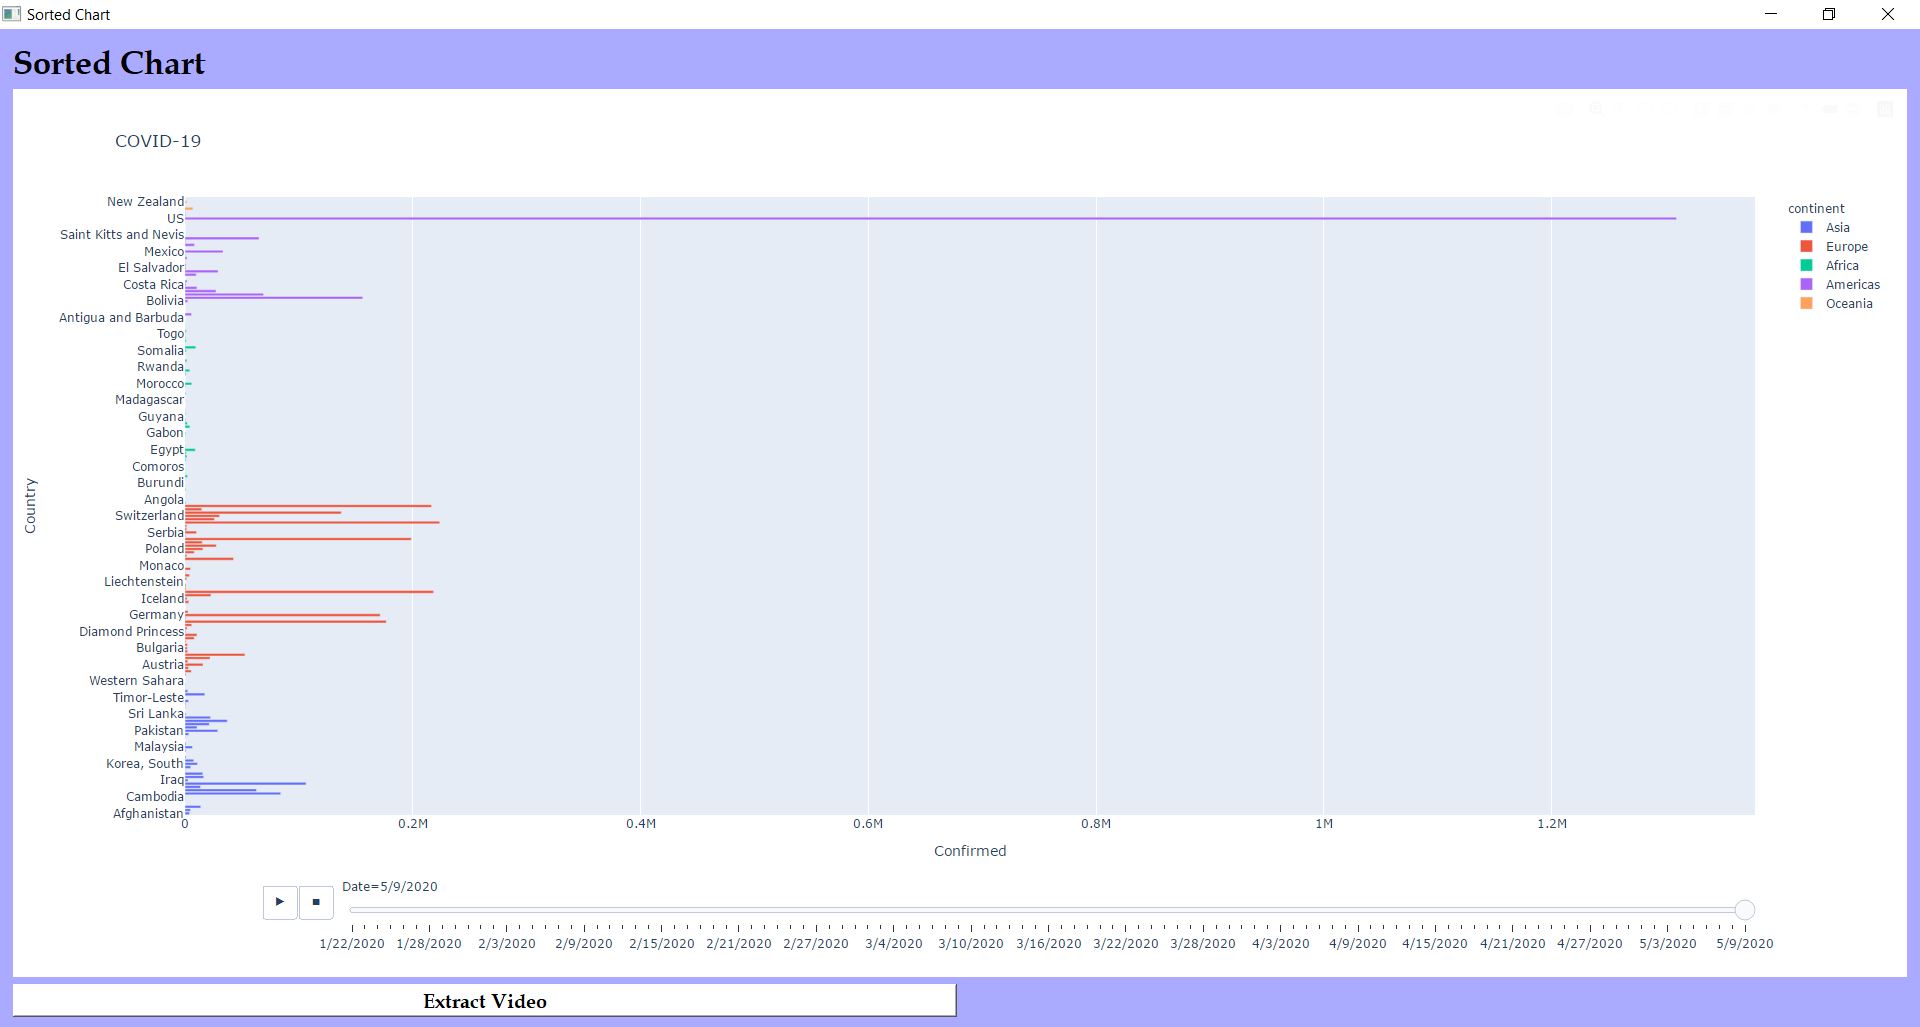 Sorted Chart
Sorted Chart
COVID-19
New Zealand
US
Saint Kitts and Nevis
Mexico
El Salvador
Costa Rica
Bolivia
Antigua and Barbuda
Togo
Somalia
Rwanda
Morocco
Madagascar
Guyana
Gabon
Egypt
Comoros
Burundi
Angola
Switzerland
Serbia
Poland
Monaco
Liechtenstein
Iceland
Germany
Diamond Princess
Bulgaria
Austria
Western Sahara
Timor-Leste
Sri Lanka
Pakistan
Malaysia
Korea, South
Iraq
Cambodia
Afghanistan
Country
0 0.2M 0.4M 0.6M 0.8M 1M 1.2M
Confirmed
continent
Asia
Europe
Africa
Americas
Oceania
Date=5/9/2020
1/22/2020 1/28/2020 2/3/2020 2/9/2020 2/15/2020 2/21/2020 2/27/2020 3/4/2020 3/10/2020 3/16/2020 3/22/2020 3/28/2020 4/3/2020 4/9/2020 4/15/2020 4/21/2020 4/27/2020 5/3/2020 5/9/2020
Extract Video